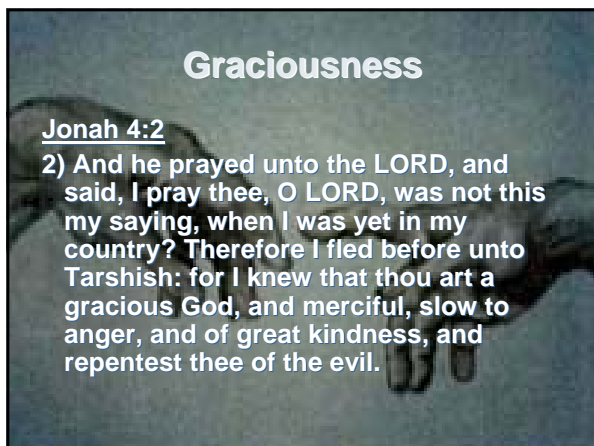 Graciousness
Jonah 4:2
2) And he prayed unto the LORD, and
said, I pray thee, O LORD, was not this
my saying, when I was yet in my
country? Therefore I fled before unto
Tarshish: for I knew that thou art a
gracious God, and merciful, slow to
anger, and of great kindness, and
repentest thee of the evil.